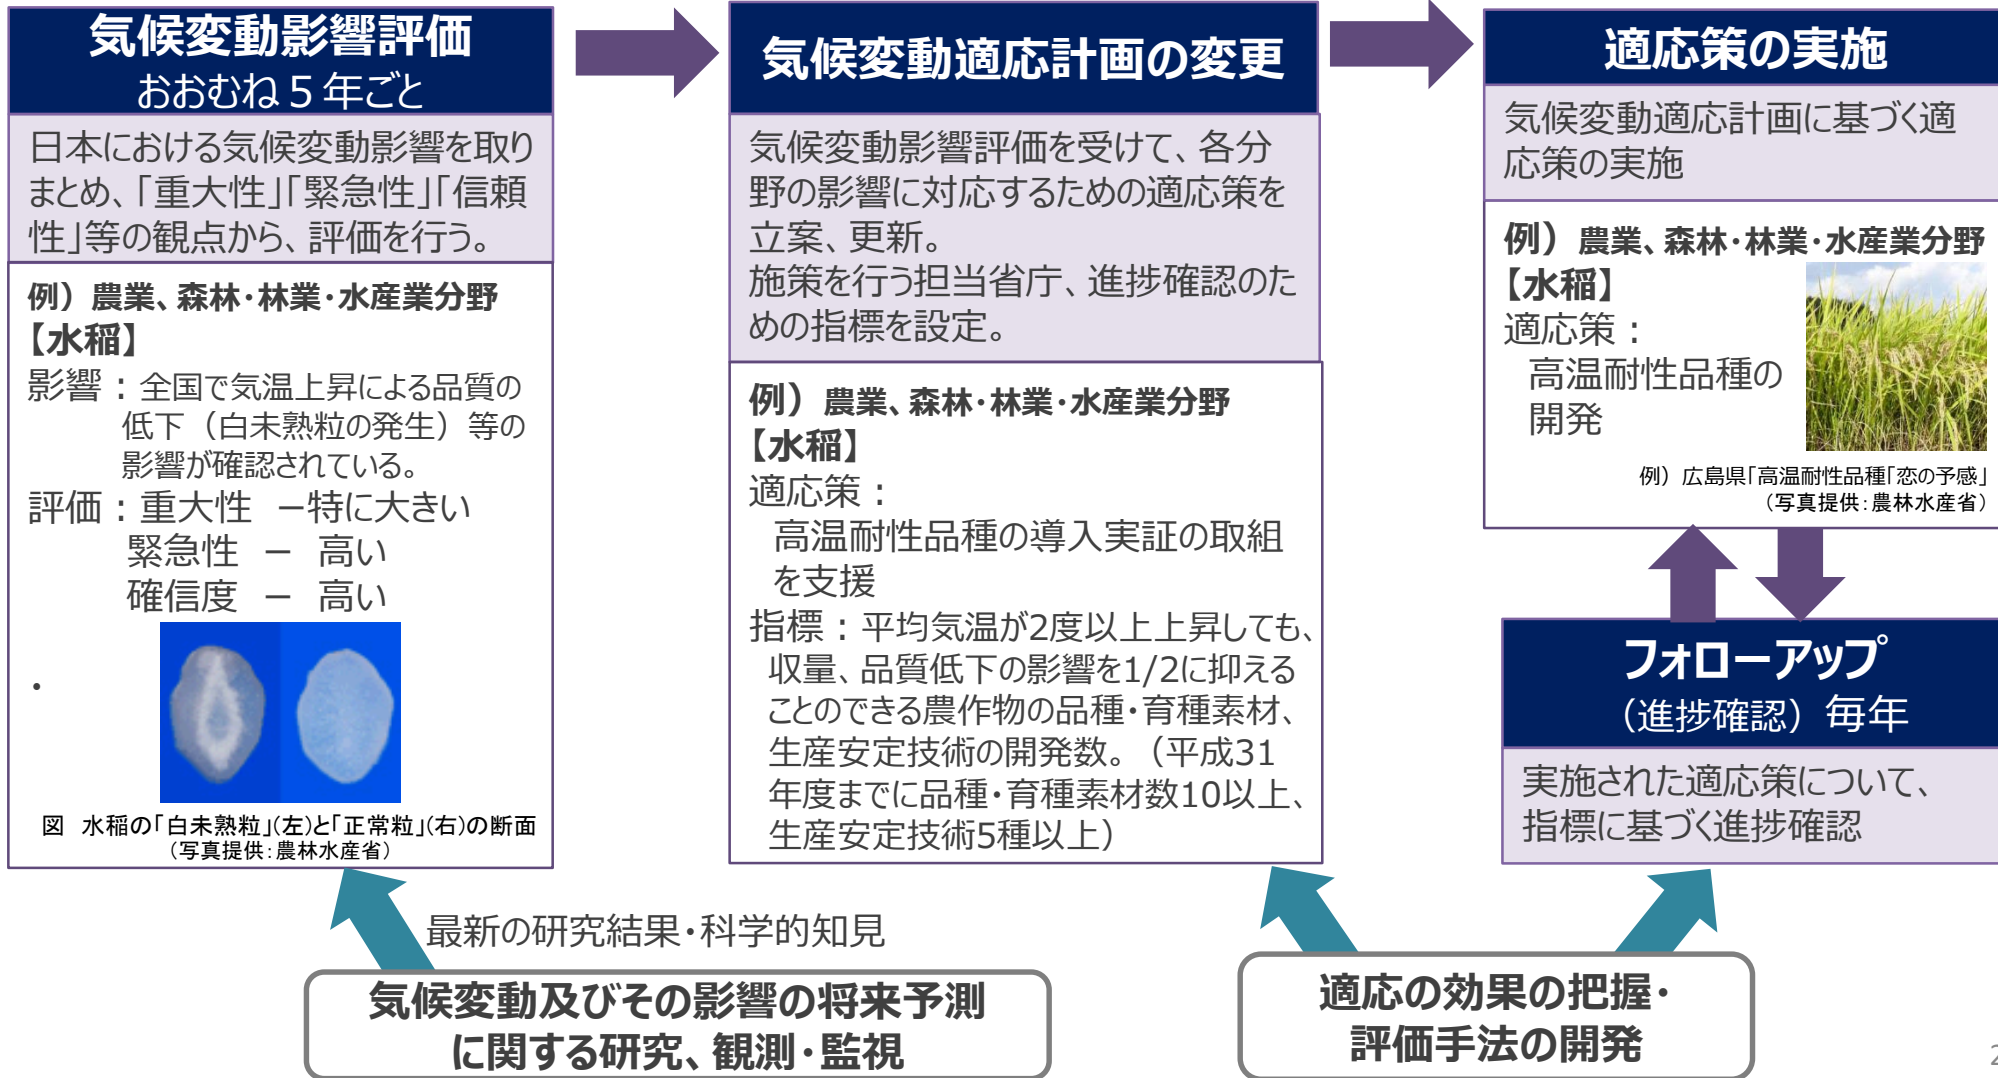 気候変動影響評価
おおむね５年ごと
日本における気候変動影響を取り
まとめ、「重大性」「緊急性」「信頼
性」等の観点から、評価を行う。
例）農業、森林・林業・水産業分野
【水稲】
影響：全国で気温上昇による品質の
低下（白未熟粒の発生）等の
影響が確認されている。
評価：重大性　－特に大きい
緊急性　－　高い
確信度　－　高い
・
図　水稲の「白未熟粒」(左)と「正常粒」(右)の断面
（写真提供：農林水産省）
気候変動適応計画の変更
気候変動影響評価を受けて、各分
野の影響に対応するための適応策を
立案、更新。
施策を行う担当省庁、進捗確認のた
めの指標を設定。
例）農業、森林・林業・水産業分野
【水稲】
適応策：
高温耐性品種の導入実証の取組
を支援
指標：平均気温が2度以上上昇しても、
収量、品質低下の影響を1/2に抑える
ことのできる農作物の品種・育種素材、
生産安定技術の開発数。（平成31
年度までに品種・育種素材数10以上、
生産安定技術5種以上）
適応策の実施
気候変動適応計画に基づく適
応策の実施
例）農業、森林・林業・水産業分野
【水稲】
適応策：
高温耐性品種の
開発
例）広島県「高温耐性品種「恋の予感」
（写真提供：農林水産省）
フォローアップ
（進捗確認）毎年
実施された適応策について、
指標に基づく進捗確認
最新の研究結果・科学的知見
気候変動及びその影響の将来予測
に関する研究、観測・監視
適応の効果の把握・
評価手法の開発